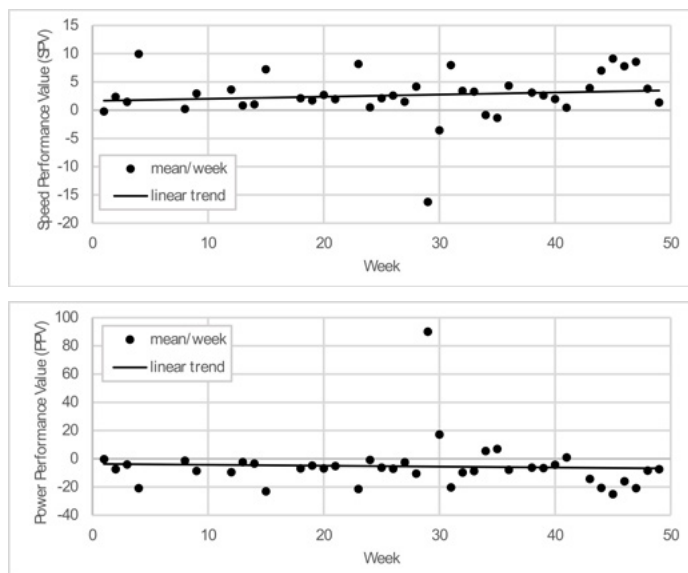 Speed Performance Value (SPV)
15
10
5
0
-5
-10
-15
-20
mean/week
linear trend
0 10 20 30 40 50
Week
Power Performance Value (PPV)
100
80
60
40
20
0
-20
-40
mean/week
linear trend
0 10 20 30 40 50
Week